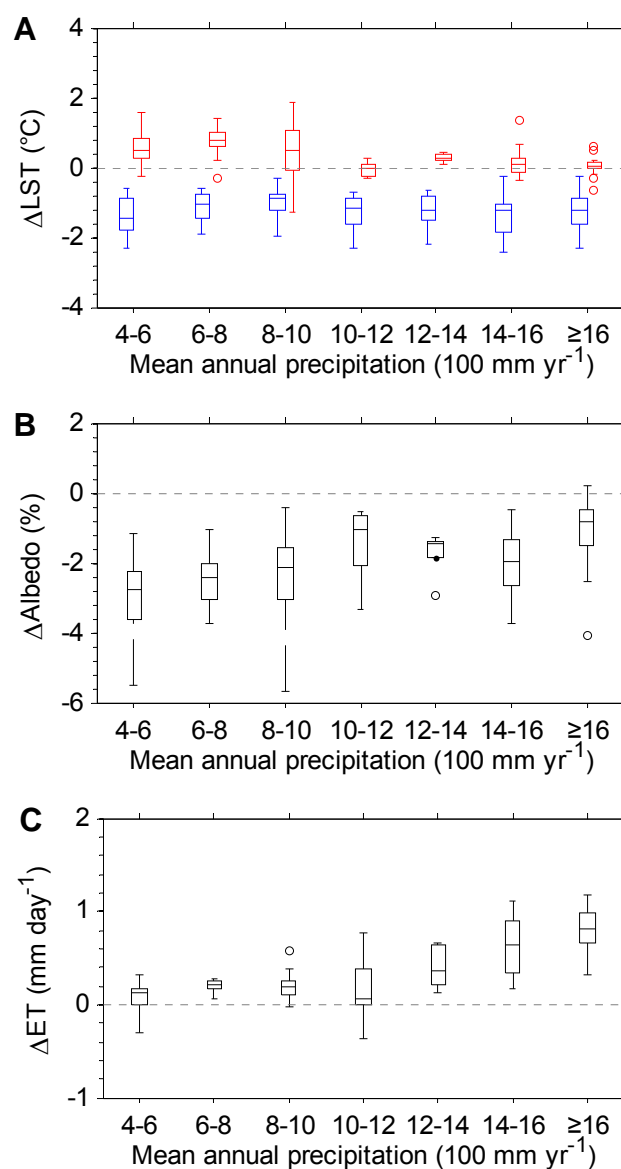 A
ΔLST (°C)
4
2
0
-2
-4
4-6 6-8 8-10 10-12 12-14 14-16 ≥16
Mean annual precipitation (100 mm yr⁻¹)
B
ΔAlbedo (%)
2
0
-2
-4
-6
4-6 6-8 8-10 10-12 12-14 14-16 ≥16
Mean annual precipitation (100 mm yr⁻¹)
C
ΔET (mm day⁻¹)
2
1
0
-1
4-6 6-8 8-10 10-12 12-14 14-16 ≥16
Mean annual precipitation (100 mm yr⁻¹)